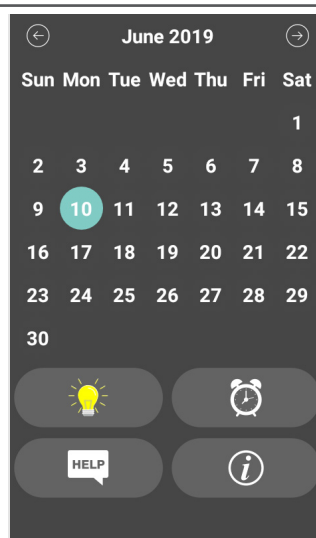 June 2019
Sun Mon Tue Wed Thu Fri Sat
1
2 3 4 5 6 7 8
9 10 11 12 13 14 15
16 17 18 19 20 21 22
23 24 25 26 27 28 29
30
HELP
i